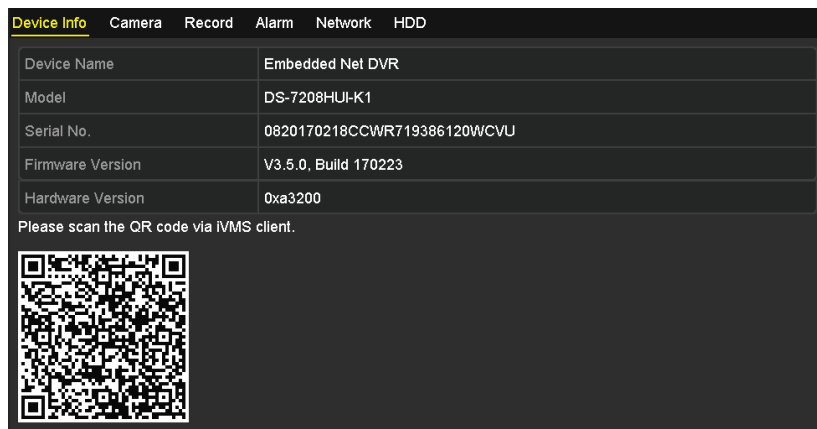 Device Info Camera Record Alarm Network HDD
Device Name Embedded Net DVR
Model DS-7208HUI-K1
Serial No. 0820170218CCWR719386120WCVU
Firmware Version V3.5.0, Build 170223
Hardware Version 0xa3200
Please scan the QR code via iVMS client.